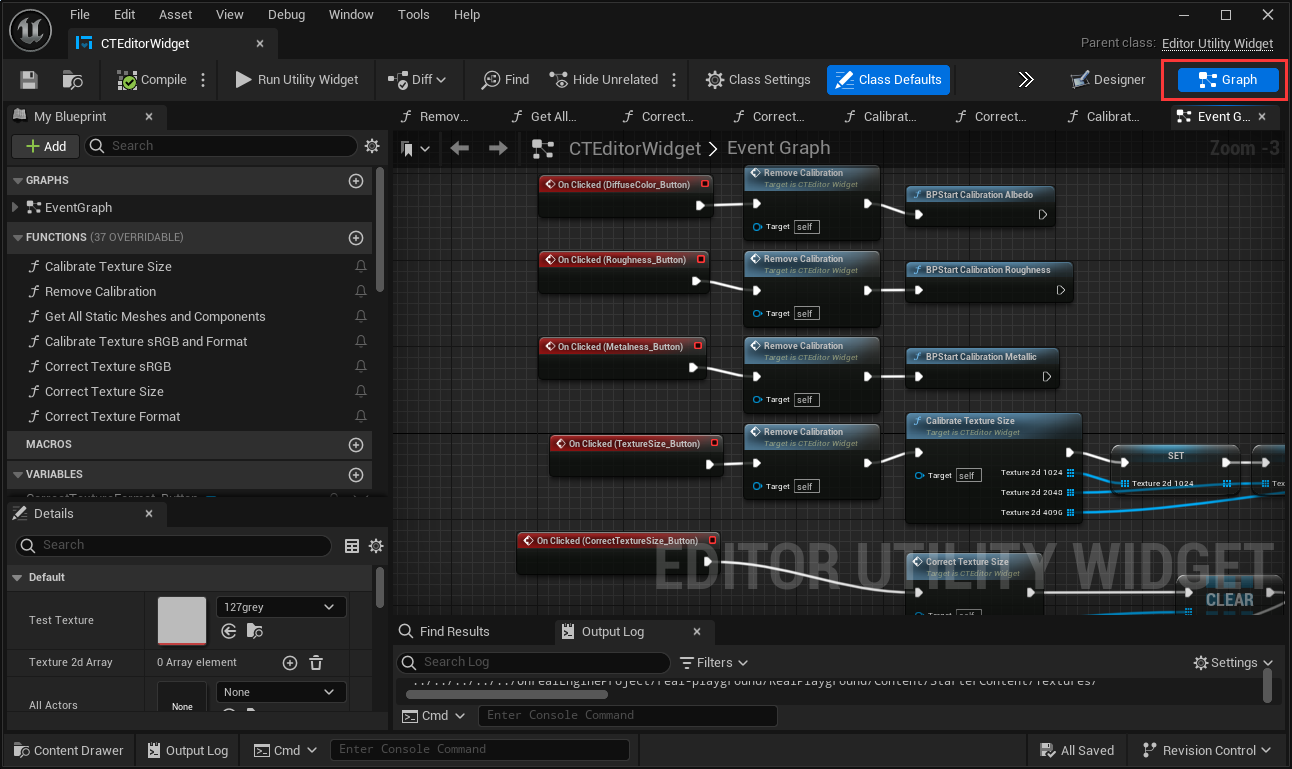 File Edit Asset View Debug Window Tools Help
CTEditorWidget
Parent class: Editor Utility Widget
Compile Run Utility Widget Diff Find Hide Unrelated Class Settings Class Defaults Designer Graph
My Blueprint
Remov... Get All... Correct... Correct... Calibrat... Correct... Calibrat... Event G...
Add Search
CTEditorWidget > Event Graph Zoom -3
GRAPHS
EventGraph
FUNCTIONS (37 OVERRIDABLE)
Calibrate Texture Size
Remove Calibration
Get All Static Meshes and Components
Calibrate Texture sRGB and Format
Correct Texture sRGB
Correct Texture Size
Correct Texture Format
MACROS
VARIABLES
CorrectTextureFormat_Button
On Clicked (DiffuseColor_Button)
Remove Calibration
Target is CTEditor Widget
Target self
BPStart Calibration Albedo
On Clicked (Roughness_Button)
Remove Calibration
Target is CTEditor Widget
Target self
BPStart Calibration Roughness
On Clicked (Metalness_Button)
Remove Calibration
Target is CTEditor Widget
Target self
BPStart Calibration Metallic
On Clicked (TextureSize_Button)
Remove Calibration
Target is CTEditor Widget
Target self
Calibrate Texture Size
Target is CTEditor Widget
Target self
Texture 2d 1024
Texture 2d 2048
Texture 2d 4096
SET
Texture 2d 1024
Tex
On Clicked (CorrectTextureSize_Button)
Correct Texture Size
Target is CTEditor Widget
Target self
CLEAR
EDITOR UTILITY WIDGET
Details
Search
Default
Test Texture 127grey
Texture 2d Array 0 Array element
All Actors None None
Find Results Output Log
Search Log Filters Settings
../../../../../UnrealEngineProject/real-playground/RealPlayground/Content/StarterContent/Textures/
Cmd Enter Console Command
Content Drawer Output Log Cmd Enter Console Command All Saved Revision Control